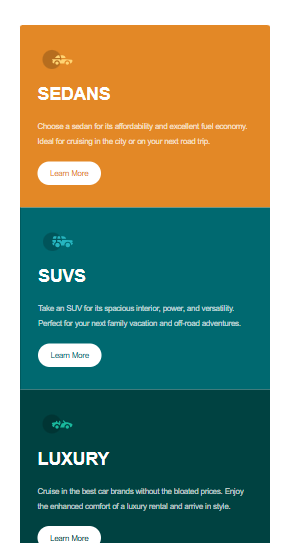 SEDANS
Choose a sedan for its affordability and excellent fuel economy.
Ideal for cruising in the city or on your next road trip.
Learn More
SUVS
Take an SUV for its spacious interior, power, and versatility.
Perfect for your next family vacation and off-road adventures.
Learn More
LUXURY
Cruise in the best car brands without the bloated prices. Enjoy
the enhanced comfort of a luxury rental and arrive in style.
Learn More